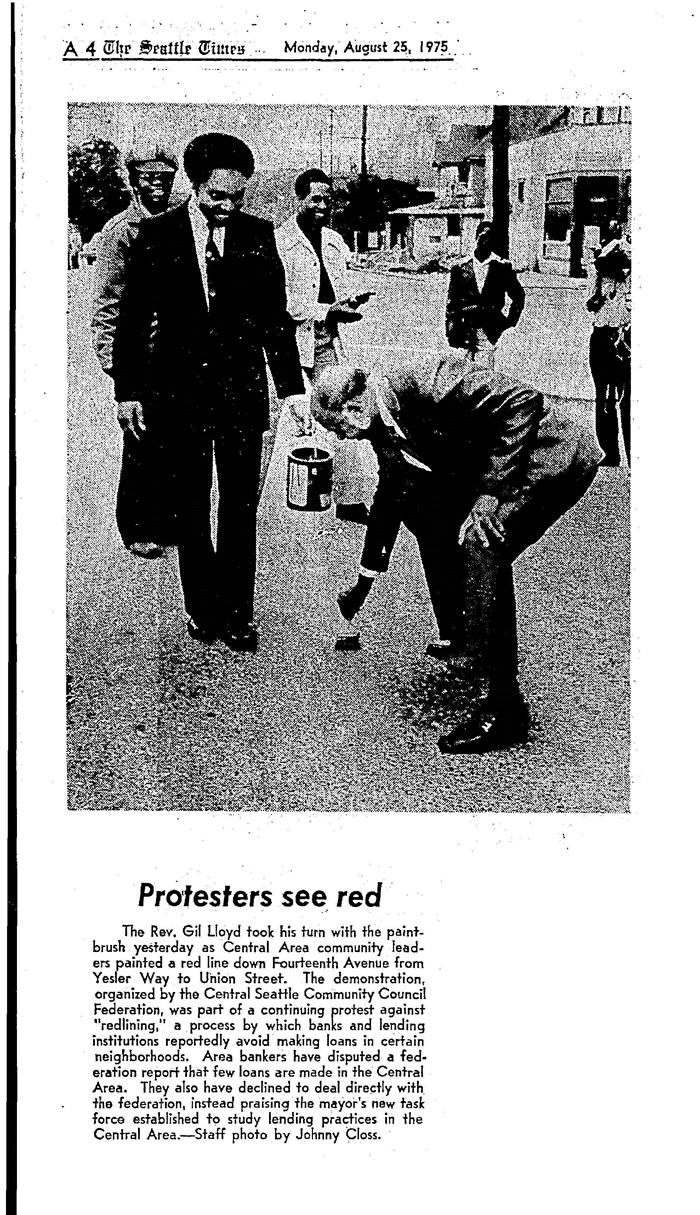 A 4 The Seattle Times Monday, August 25, 1975
Protesters see red
The Rev. Gil Lloyd took his turn with the paint-
brush yesterday as Central Area community lead-
ers painted a red line down Fourteenth Avenue from
Yesler Way to Union Street. The demonstration,
organized by the Central Seattle Community Council
Federation, was part of a continuing protest against
"redlining," a process by which banks and lending
institutions reportedly avoid making loans in certain
neighborhoods. Area bankers have disputed a fed-
eration report that few loans are made in the Central
Area. They also have declined to deal directly with
the federation, instead praising the mayor's new task
force established to study lending practices in the
Central Area.—Staff photo by Johnny Closs.